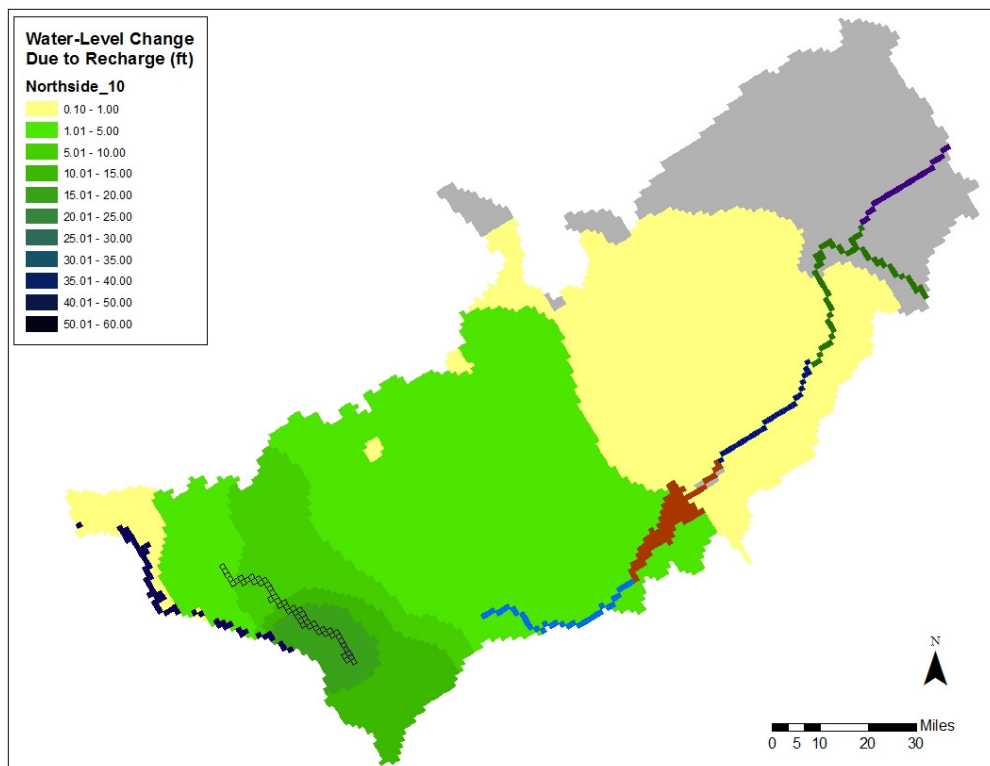 Water-Level Change
Due to Recharge (ft)
Northside_10
0.10 - 1.00
1.01 - 5.00
5.01 - 10.00
10.01 - 15.00
15.01 - 20.00
20.01 - 25.00
25.01 - 30.00
30.01 - 35.00
35.01 - 40.00
40.01 - 50.00
50.01 - 60.00
N
Miles
0 5 10 20 30